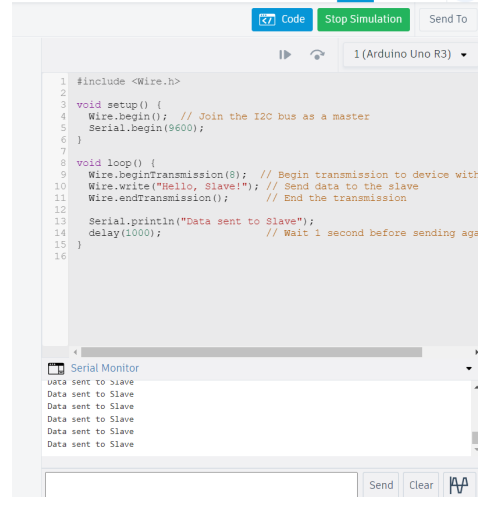 Code
Stop Simulation
Send To
1 (Arduino Uno R3)
1 #include <Wire.h>
2
3 void setup() {
4   Wire.begin();  // Join the I2C bus as a master
5   Serial.begin(9600);
6 }
7
8 void loop() {
9   Wire.beginTransmission(8);  // Begin transmission to device with
10   Wire.write("Hello, Slave!"); // Send data to the slave
11   Wire.endTransmission();      // End the transmission
12
13   Serial.println("Data sent to Slave");
14   delay(1000);                 // Wait 1 second before sending aga
15 }
16
Serial Monitor
Data sent to Slave
Data sent to Slave
Data sent to Slave
Data sent to Slave
Data sent to Slave
Data sent to Slave
Send
Clear